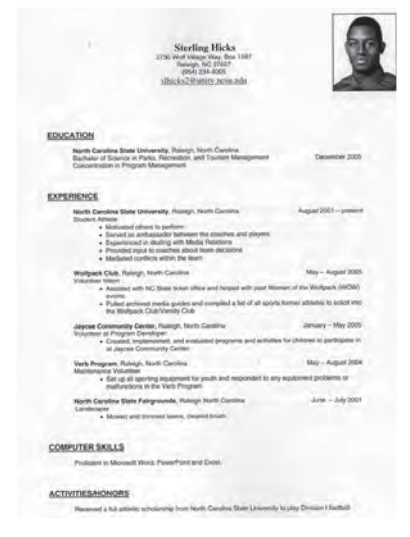 Sterling Hicks
2730 Wolf Village Way, Box 1187
Raleigh, NC 27607
(954) 234-4005
slhicks2@unity.ncsu.edu
EDUCATION
North Carolina State University, Raleigh, North Carolina
Bachelor of Science in Parks, Recreation, and Tourism Management December 2005
Concentration in Program Management
EXPERIENCE
North Carolina State University, Raleigh, North Carolina August 2001 – present
Student Athlete
• Motivated others to perform
• Served as ambassador between the coaches and players
• Experienced in dealing with Media Relations
• Provided input to coaches about team decisions
• Mediated conflicts within the team
Wolfpack Club, Raleigh, North Carolina May – August 2005
Volunteer Intern
• Assisted with NC State ticket office and helped with past Women of the Wolfpack (WOW)
events
• Pulled archived media guides and compiled a list of all sports former athletes to solicit into
the Wolfpack Club/Varsity Club
Jaycee Community Center, Raleigh, North Carolina January – May 2005
Volunteer Program Developer
• Created, implemented, and evaluated programs and activities for children to participate in
at Jaycee Community Center
Verb Program, Raleigh, North Carolina May – August 2004
Maintenance Volunteer
• Set up all sporting equipment for youth and responded to any equipment problems or
malfunctions in the Verb Program
North Carolina State Fairgrounds, Raleigh North Carolina June – July 2001
Landscaper
• Mowed and trimmed lawns, cleared brush
COMPUTER SKILLS
Proficient in Microsoft Word, PowerPoint and Excel.
ACTIVITIES/HONORS
Received a full athletic scholarship from North Carolina State University to play Division I football